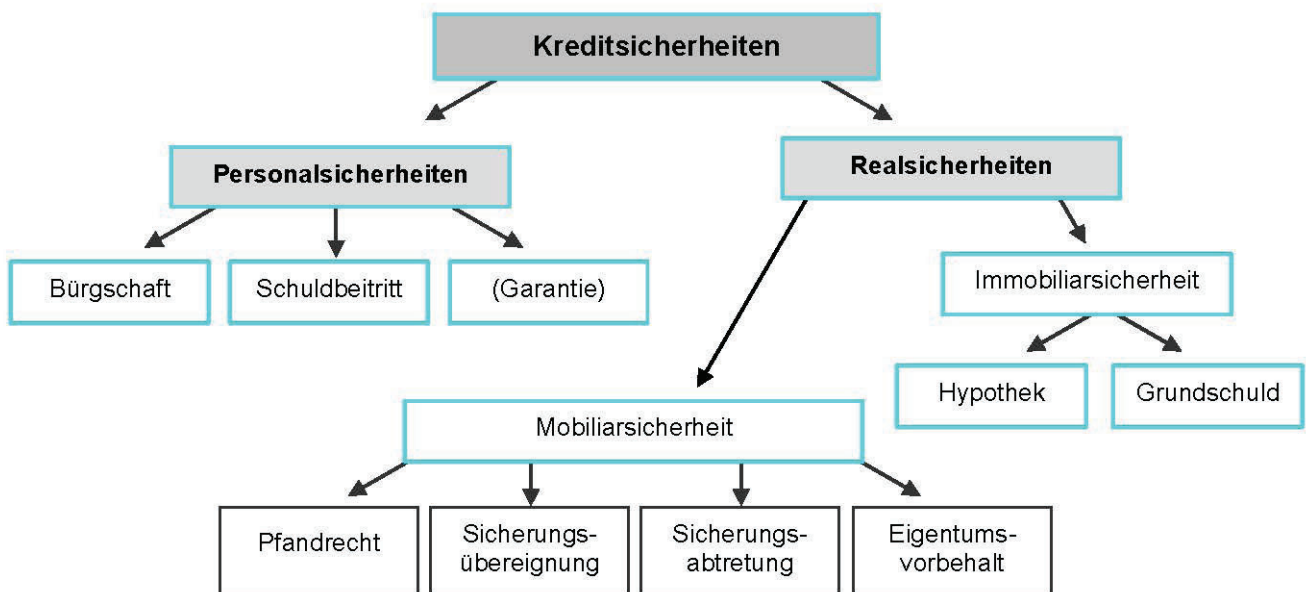 Kreditsicherheiten
Personalsicherheiten
Realsicherheiten
Bürgschaft
Schuldbeitritt
(Garantie)
Immobiliarsicherheit
Hypothek
Grundschuld
Mobiliarsicherheit
Pfandrecht
Sicherungs-
übereignung
Sicherungs-
abtretung
Eigentums-
vorbehalt